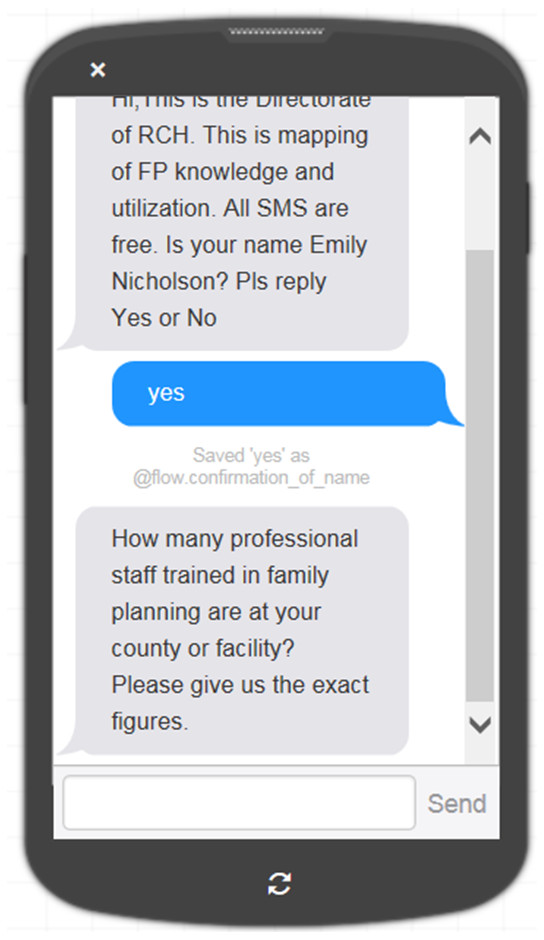 Hi,This is the Directorate
of RCH. This is mapping
of FP knowledge and
utilization. All SMS are
free. Is your name Emily
Nicholson? Pls reply
Yes or No
yes
Saved 'yes' as
@flow.confirmation_of_name
How many professional
staff trained in family
planning are at your
county or facility?
Please give us the exact
figures.
Send